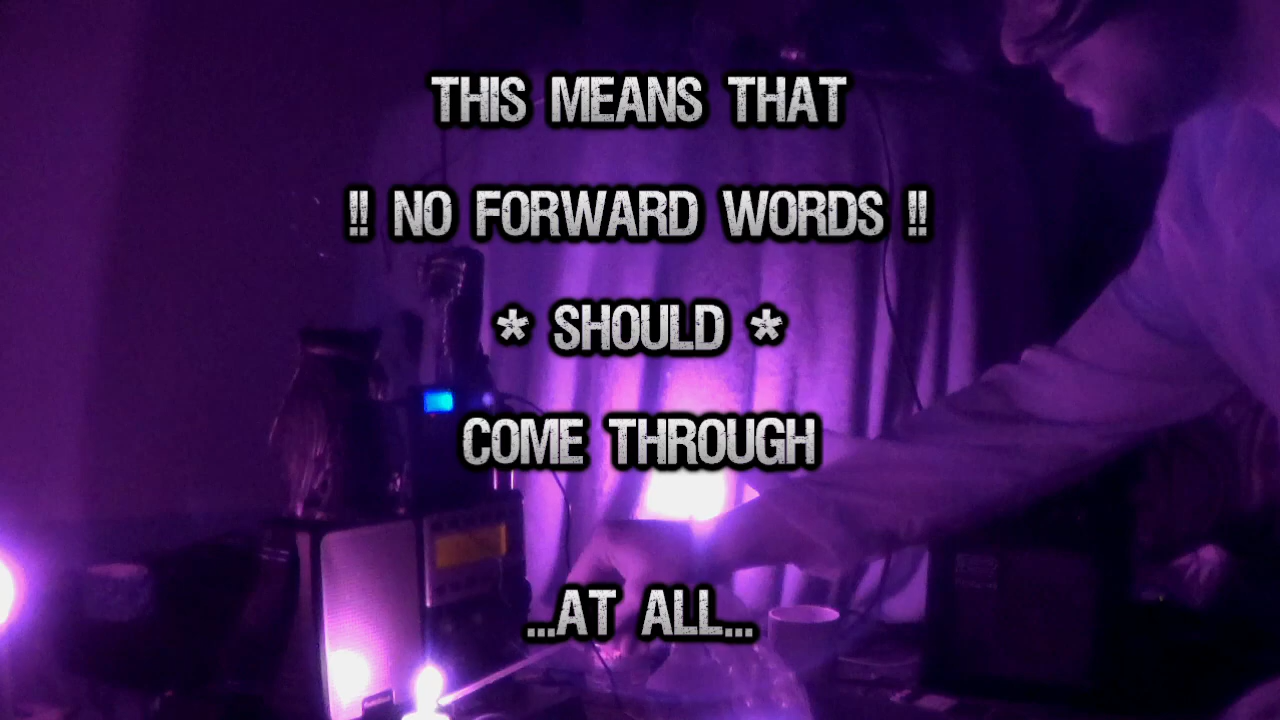 THIS MEANS THAT
!! NO FORWARD WORDS !!
* SHOULD *
COME THROUGH
...AT ALL...